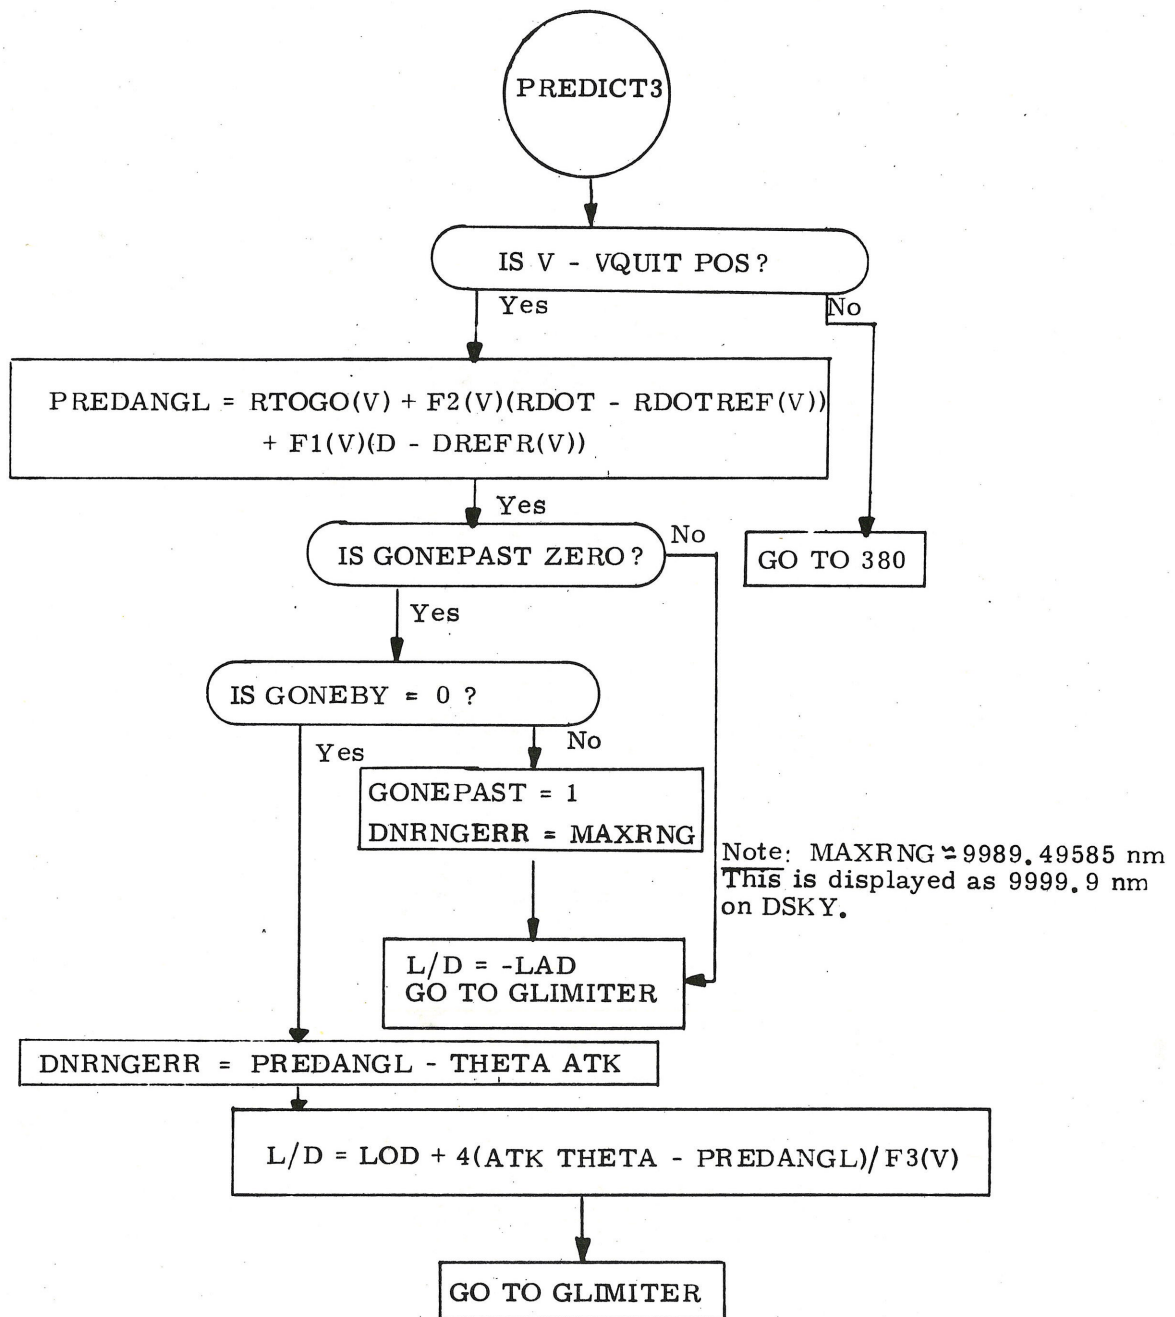 PREDICT3
IS V - VQUIT POS?
Yes
No
PREDANGL = RTOGO(V) + F2(V)(RDOT - RDOTREF(V))
+ F1(V)(D - DREFR(V))
Yes
IS GONEPAST ZERO?
No
GO TO 380
Yes
IS GONEBY = 0 ?
Yes
No
GONEPAST = 1
DNRNGERR = MAXRNG
Note: MAXRNG ≈ 9989.49585 nm
This is displayed as 9999.9 nm
on DSKY.
L/D = -LAD
GO TO GLIMITER
DNRNGERR = PREDANGL - THETA ATK
L/D = LOD + 4(ATK THETA - PREDANGL)/F3(V)
GO TO GLIMITER